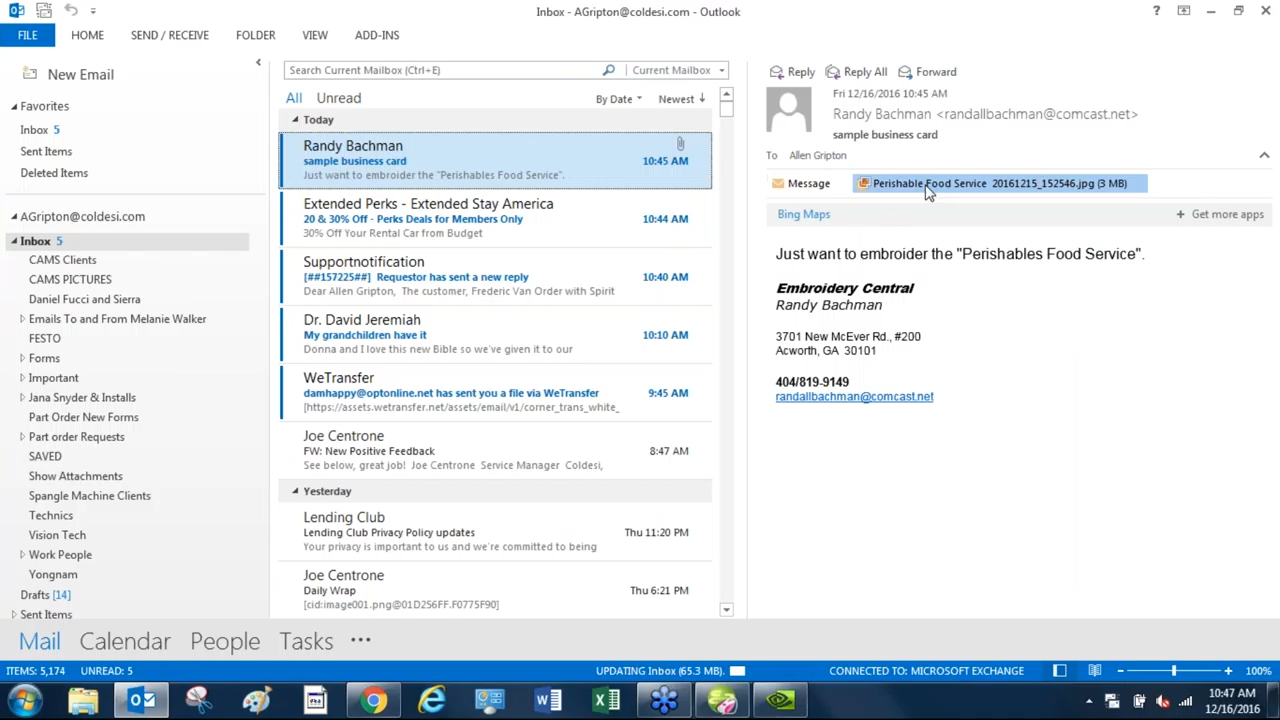 Inbox - AGripton@coldesi.com - Outlook
?
FILE HOME SEND / RECEIVE FOLDER VIEW ADD-INS
New Email
Favorites
Inbox 5
Sent Items
Deleted Items
AGripton@coldesi.com
Inbox 5
CAMS Clients
CAMS PICTURES
Daniel Fucci and Sierra
Emails To and From Melanie Walker
FESTO
Forms
Important
Jana Snyder & Installs
Part Order New Forms
Part order Requests
SAVED
Show Attachments
Spangle Machine Clients
Technics
Vision Tech
Work People
Yongnam
Drafts [14]
Sent Items
Search Current Mailbox (Ctrl+E) Current Mailbox
All Unread By Date Newest ↓
Today
Randy Bachman
sample business card 10:45 AM
Just want to embroider the "Perishables Food Service".
Extended Perks - Extended Stay America
20 & 30% Off - Perks Deals for Members Only 10:44 AM
30% Off Your Rental Car from Budget
Supportnotification
[##157225##] Requestor has sent a new reply 10:40 AM
Dear Allen Gripton, The customer, Frederic Van Order with Spirit
Dr. David Jeremiah
My grandchildren have it 10:10 AM
Donna and I love this new Bible so we've given it to our
WeTransfer
damhappy@optonline.net has sent you a file via WeTransfer 9:45 AM
[https://assets.wetransfer.net/assets/email/v1/corner_trans_white_
Joe Centrone
FW: New Positive Feedback 8:47 AM
See below, great job! Joe Centrone Service Manager Coldesi,
Yesterday
Lending Club
Lending Club Privacy Policy updates Thu 11:20 PM
Your privacy is important to us and we're committed to being
Joe Centrone
Daily Wrap Thu 6:21 PM
[cid:image001.png@01D256FF.F0775F90]
Reply Reply All Forward
Fri 12/16/2016 10:45 AM
Randy Bachman <randallbachman@comcast.net>
sample business card
To Allen Gripton
Message Perishable Food Service 20161215_152546.jpg (3 MB)
Bing Maps + Get more apps
Just want to embroider the "Perishables Food Service".
Embroidery Central
Randy Bachman
3701 New McEver Rd., #200
Acworth, GA 30101
404/819-9149
randallbachman@comcast.net
Mail Calendar People Tasks •••
ITEMS: 5,174 UNREAD: 5 UPDATING Inbox (65.3 MB). CONNECTED TO: MICROSOFT EXCHANGE 100%
10:47 AM
12/16/2016